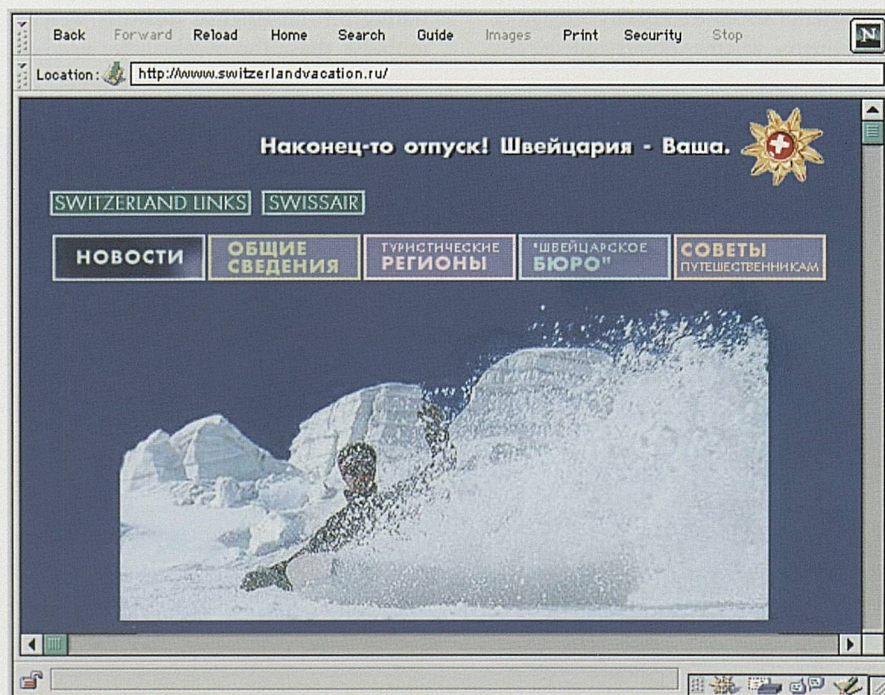 Back Forward Reload Home Search Guide Images Print Security Stop
N
Location: http://www.switzerlandvacation.ru/
Наконец-то отпуск! Швейцария - Ваша.
SWITZERLAND LINKS SWISSAIR
НОВОСТИ
ОБЩИЕ
СВЕДЕНИЯ
ТУРИСТИЧЕСКИЕ
РЕГИОНЫ
"ШВЕЙЦАРСКОЕ
БЮРО"
СОВЕТЫ
ПУТЕШЕСТВЕННИКАМ